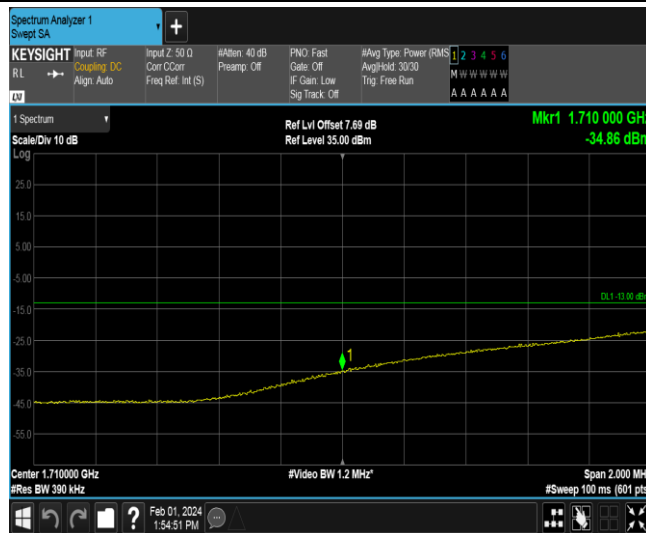 Spectrum Analyzer 1
Swept SA
+
KEYSIGHT
RL
Input: RF
Coupling: DC
Align: Auto
Input Z: 50 Ω
Corr CCorr
Freq Ref: Int (S)
#Atten: 40 dB
Preamp: Off
PNO: Fast
Gate: Off
IF Gain: Low
Sig Track: Off
#Avg Type: Power (RMS
Avg|Hold: 30/30
Trig: Free Run
1 2 3 4 5 6
M W W W W W
A A A A A A
1 Spectrum
Scale/Div 10 dB
Log
Ref Lvl Offset 7.69 dB
Ref Level 35.00 dBm
Mkr1 1.710 000 GHz
-34.86 dBm
25.0
15.0
5.00
-5.00
DL1 -13.00 dBm
-15.0
-25.0
1
-35.0
-45.0
-55.0
Center 1.710000 GHz
#Video BW 1.2 MHz*
Span 2.000 MH
#Res BW 390 kHz
#Sweep 100 ms (601 pts
?
Feb 01, 2024
1:54:51 PM